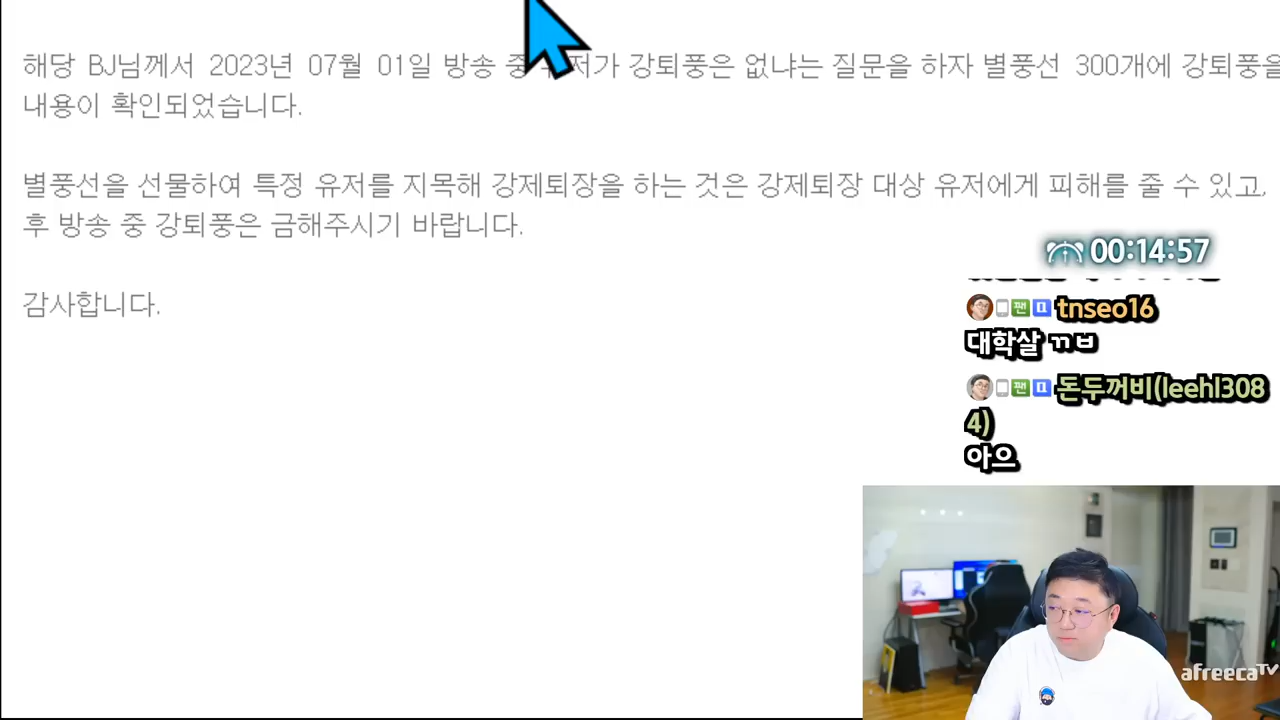 해당 BJ님께서 2023년 07월 01일 방송 중 강퇴풍은 없냐는 질문을 하자 별풍선 300개에 강퇴풍을
내용이 확인되었습니다.
별풍선을 선물하여 특정 유저를 지목해 강제퇴장을 하는 것은 강제퇴장 대상 유저에게 피해를 줄 수 있고,
후 방송 중 강퇴풍은 금해주시기 바랍니다.
감사합니다.
00:14:57
팬 tnseo16
대학살 ㄲㅂ
팬 돈두꺼비(leehl308
4)
아으
afreecaTV